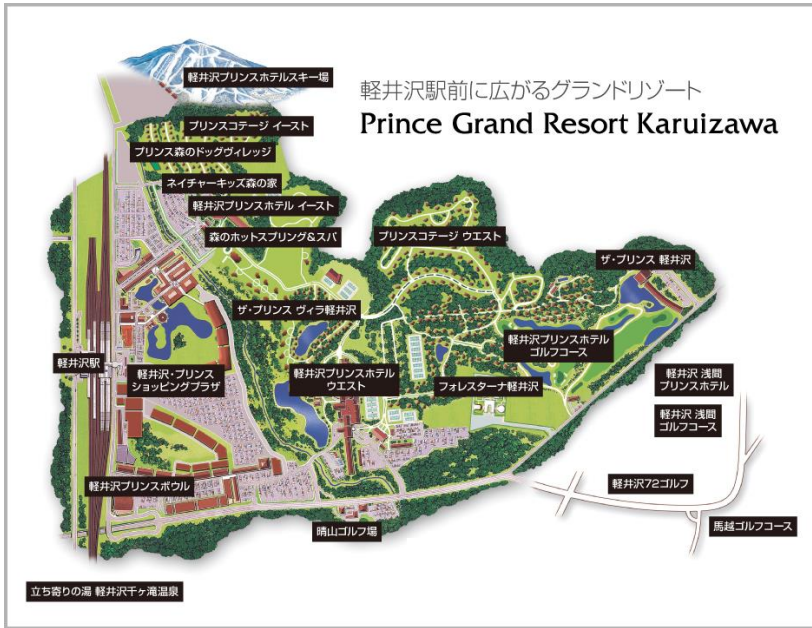 軽井沢駅前に広がるグランドリゾート
Prince Grand Resort Karuizawa
軽井沢プリンスホテルスキー場
プリンスコテージ イースト
プリンス森のドッグヴィレッジ
ネイチャーキッズ森の家
軽井沢プリンスホテル イースト
森のホットスプリング&スパ
プリンスコテージ ウエスト
ザ・プリンス 軽井沢
ザ・プリンス ヴィラ軽井沢
軽井沢プリンスホテル
ゴルフコース
軽井沢駅
軽井沢・プリンス
ショッピングプラザ
軽井沢プリンスホテル
ウエスト
フォレスターナ軽井沢
軽井沢 浅間
プリンスホテル
軽井沢 浅間
ゴルフコース
軽井沢プリンスボウル
軽井沢72ゴルフ
晴山ゴルフ場
馬越ゴルフコース
立ち寄りの湯 軽井沢千ヶ滝温泉